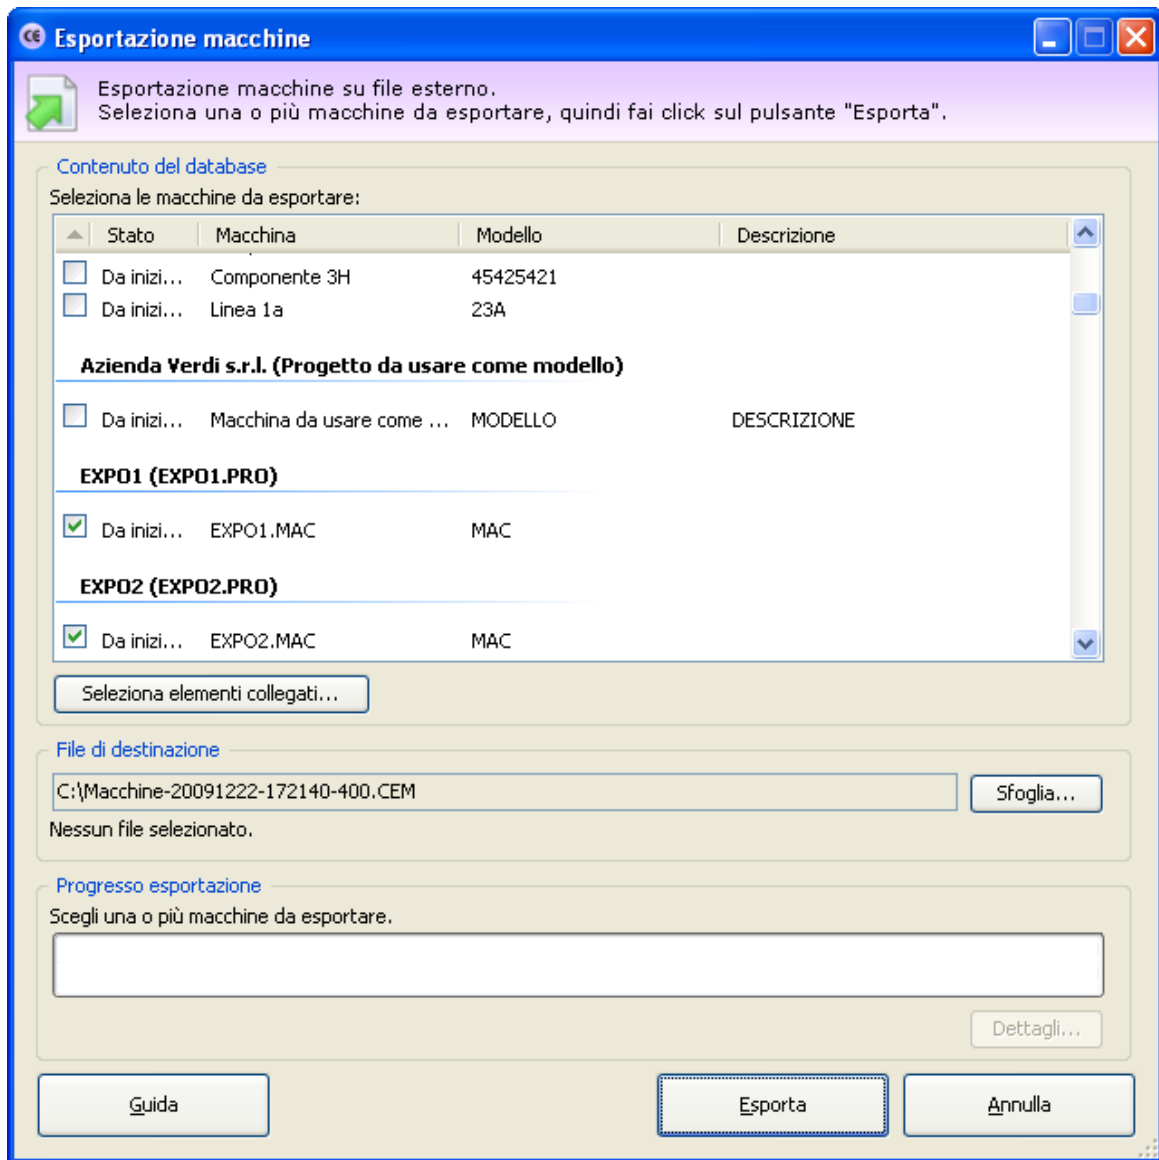 CE Esportazione macchine
Esportazione macchine su file esterno.
Seleziona una o più macchine da esportare, quindi fai click sul pulsante "Esporta".
Contenuto del database
Seleziona le macchine da esportare:
Stato Macchina Modello Descrizione
Da inizi... Componente 3H 45425421
Da inizi... Linea 1a 23A
Azienda Verdi s.r.l. (Progetto da usare come modello)
Da inizi... Macchina da usare come ... MODELLO DESCRIZIONE
EXPO1 (EXPO1.PRO)
Da inizi... EXPO1.MAC MAC
EXPO2 (EXPO2.PRO)
Da inizi... EXPO2.MAC MAC
Seleziona elementi collegati...
File di destinazione
C:\Macchine-20091222-172140-400.CEM Sfoglia...
Nessun file selezionato.
Progresso esportazione
Scegli una o più macchine da esportare.
Dettagli...
Guida Esporta Annulla